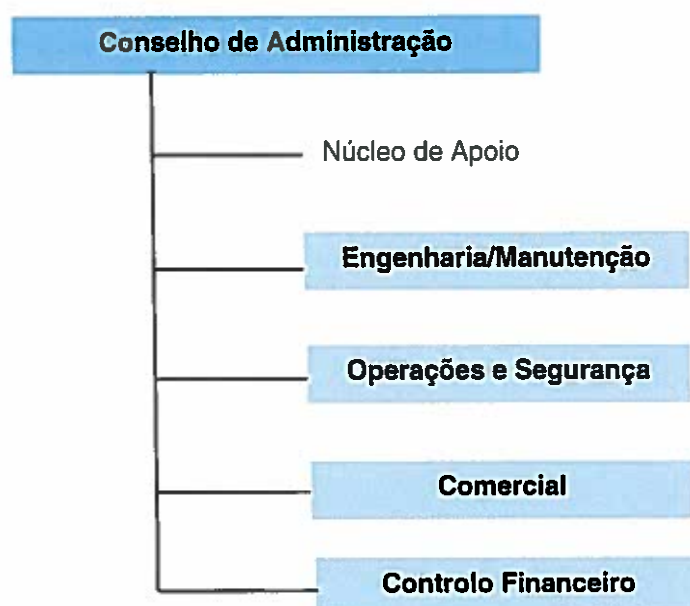 Conselho de Administração
Núcleo de Apoio
Engenharia/Manutenção
Operações e Segurança
Comercial
Controlo Financeiro